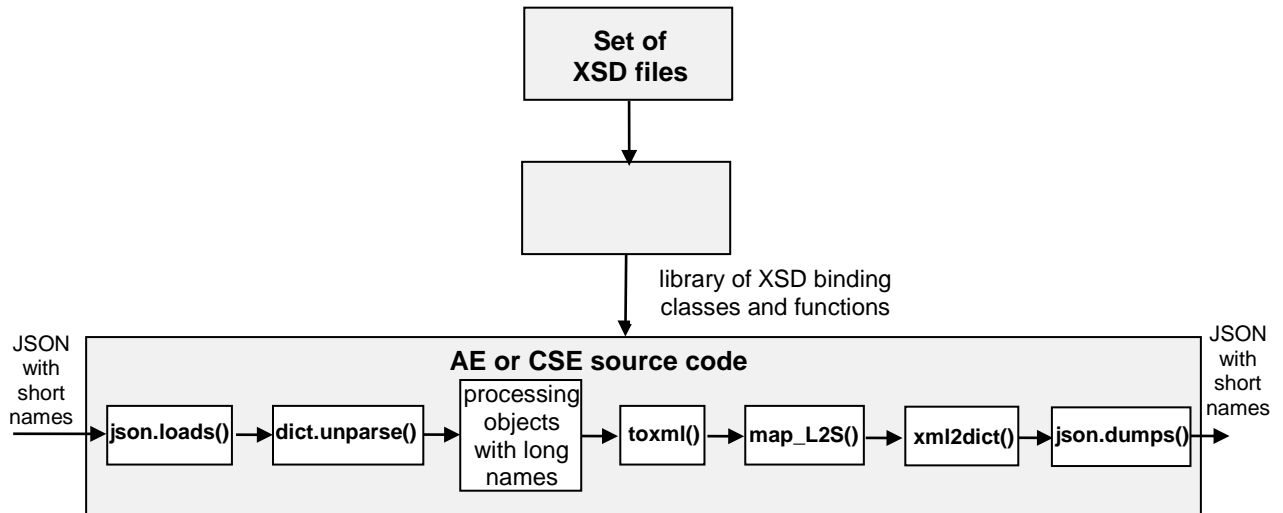 Set of
XSD files
library of XSD binding
classes and functions
JSON
with
short
names
AE or CSE source code
json.loads()
dict.unparse()
processing
objects
with long
names
toxml()
map_L2S()
xml2dict()
json.dumps()
JSON
with
short
names